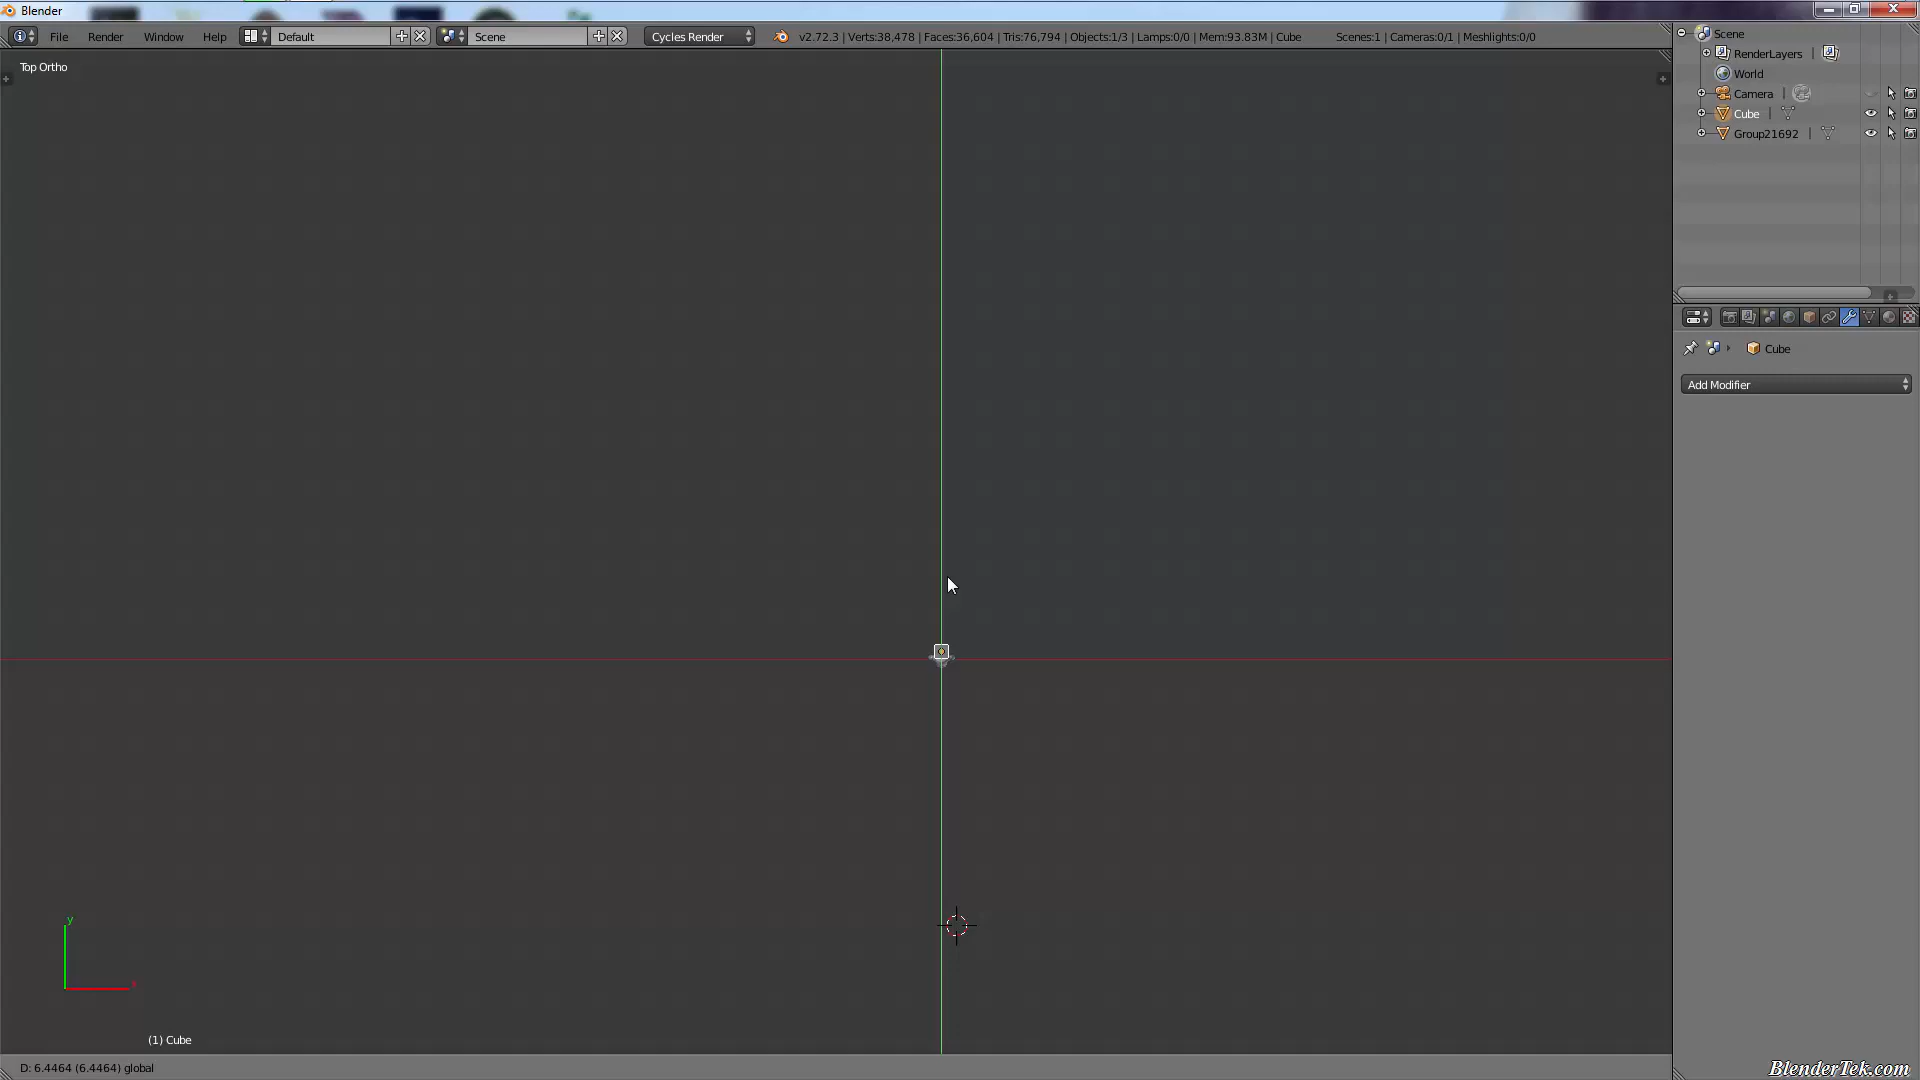 Blender
File Render Window Help Default Scene Cycles Render v2.72.3 | Verts:38,478 | Faces:36,604 | Tris:76,794 | Objects:1/3 | Lamps:0/0 | Mem:93.83M | Cube Scenes:1 | Cameras:0/1 | Meshlights:0/0
Top Ortho
Scene
RenderLayers
World
Camera
Cube
Group21692
Cube
Add Modifier
y
x
(1) Cube
D: 6.4464 (6.4464) global
BlenderTek.com